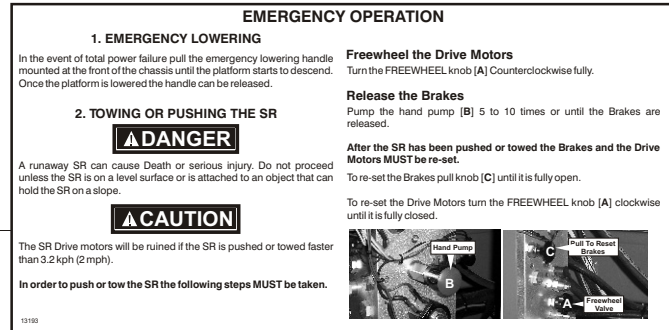 EMERGENCY OPERATION
1. EMERGENCY LOWERING
In the event of total power failure pull the emergency lowering handle
mounted at the front of the chassis until the platform starts to descend.
Once the platform is lowered the handle can be released.
2. TOWING OR PUSHING THE SR
DANGER
A runaway SR can cause Death or serious injury. Do not proceed
unless the SR is on a level surface or is attached to an object that can
hold the SR on a slope.
CAUTION
The SR Drive motors will be ruined if the SR is pushed or towed faster
than 3.2 kph (2 mph).
In order to push or tow the SR the following steps MUST be taken.
13193
Freewheel the Drive Motors
Turn the FREEWHEEL knob [A] Counterclockwise fully.
Release the Brakes
Pump the hand pump [B] 5 to 10 times or until the Brakes are
released.
After the SR has been pushed or towed the Brakes and the Drive
Motors MUST be re-set.
To re-set the Brakes pull knob [C] until it is fully open.
To re-set the Drive Motors turn the FREEWHEEL knob [A] clockwise
until it is fully closed.
Hand Pump
B
Pull To Reset
Brakes
C
A
Freewheel
Valve